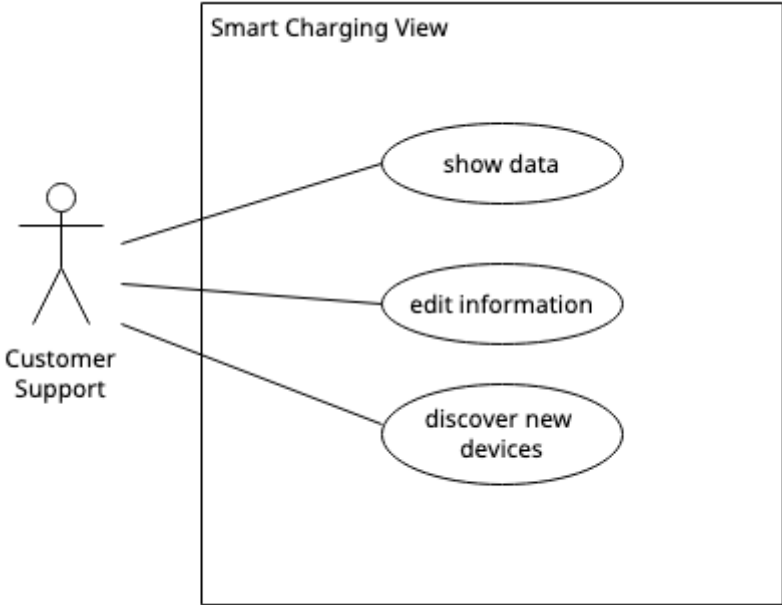 Smart Charging View
show data
edit information
Customer
Support
discover new
devices